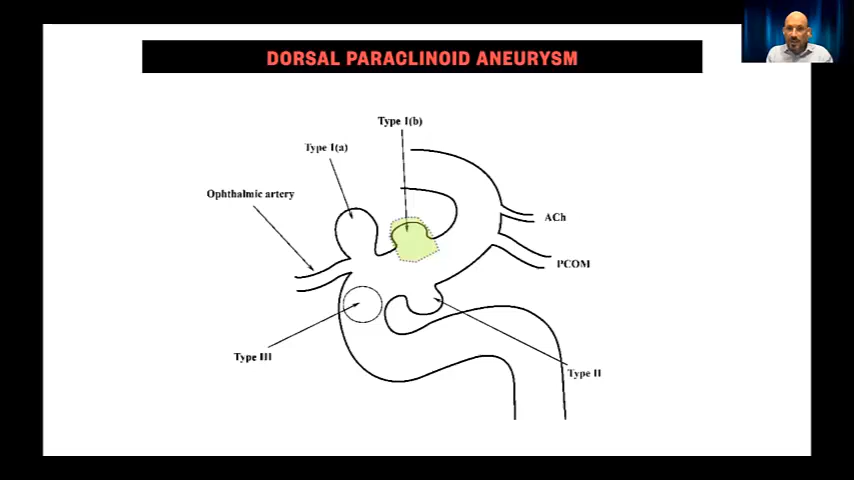 DORSAL PARACLINOID ANEURYSM
Type I(b)
Type I(a)
Ophthalmic artery
ACh
PCOM
Type III
Type II